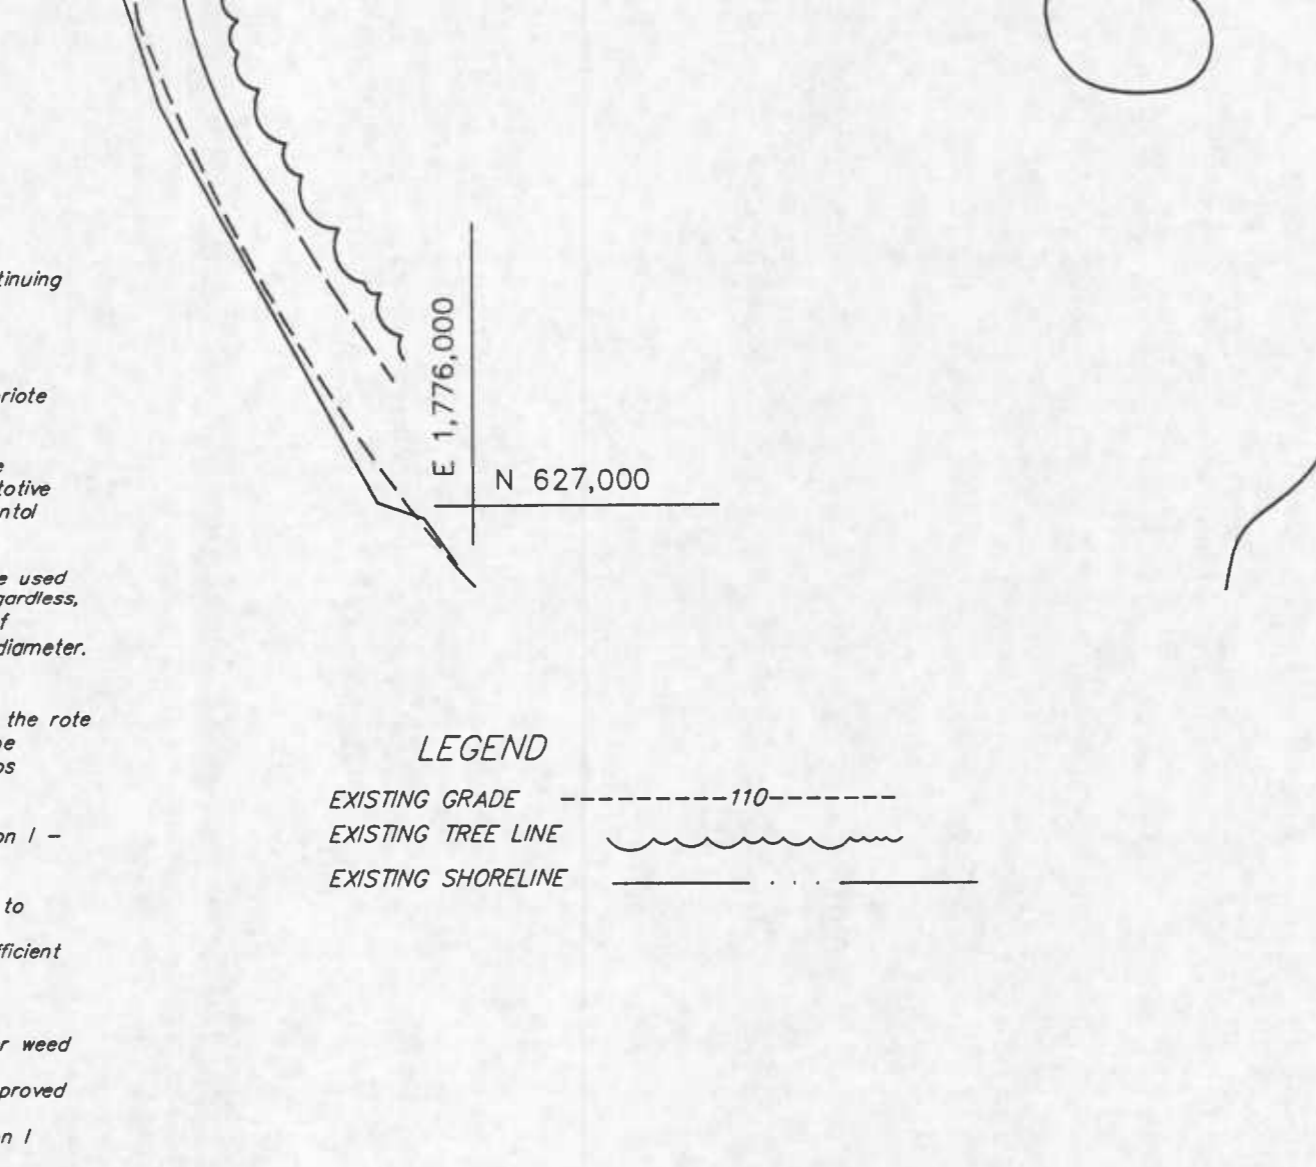 tinuing
riote
e
totive
ntol
e used
gardless,
f
diameter.
the rote
be
os
on I -
to
fficient
r weed
proved
n I
E 1,776,000
N 627,000
LEGEND
EXISTING GRADE 110
EXISTING TREE LINE
EXISTING SHORELINE